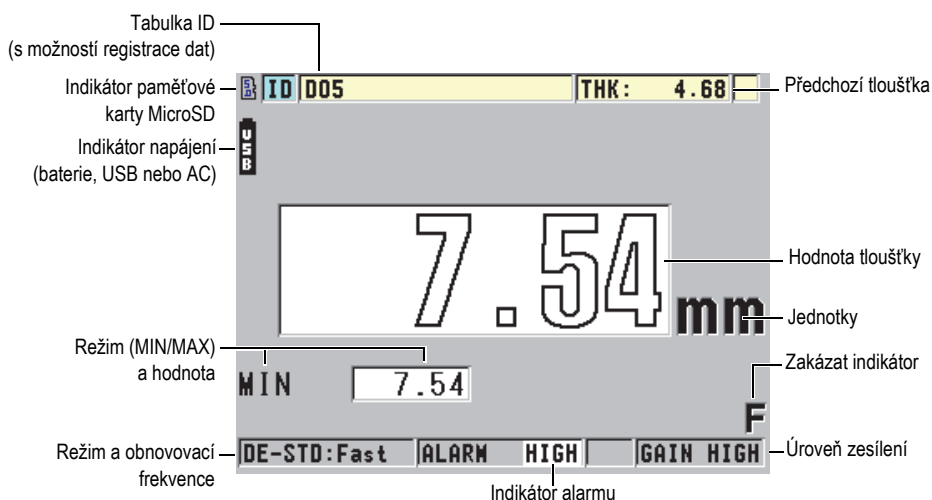 Tabulka ID
(s možností registrace dat)
Indikátor paměťové
karty MicroSD
Indikátor napájení
(baterie, USB nebo AC)
ID D05 THK: 4.68
Předchozí tloušťka
USB
7.54
Hodnota tloušťky
mm
Jednotky
Režim (MIN/MAX)
a hodnota
MIN 7.54
Zakázat indikátor
F
Režim a obnovovací
frekvence
DE-STD:Fast ALARM HIGH GAIN HIGH
Úroveň zesílení
Indikátor alarmu